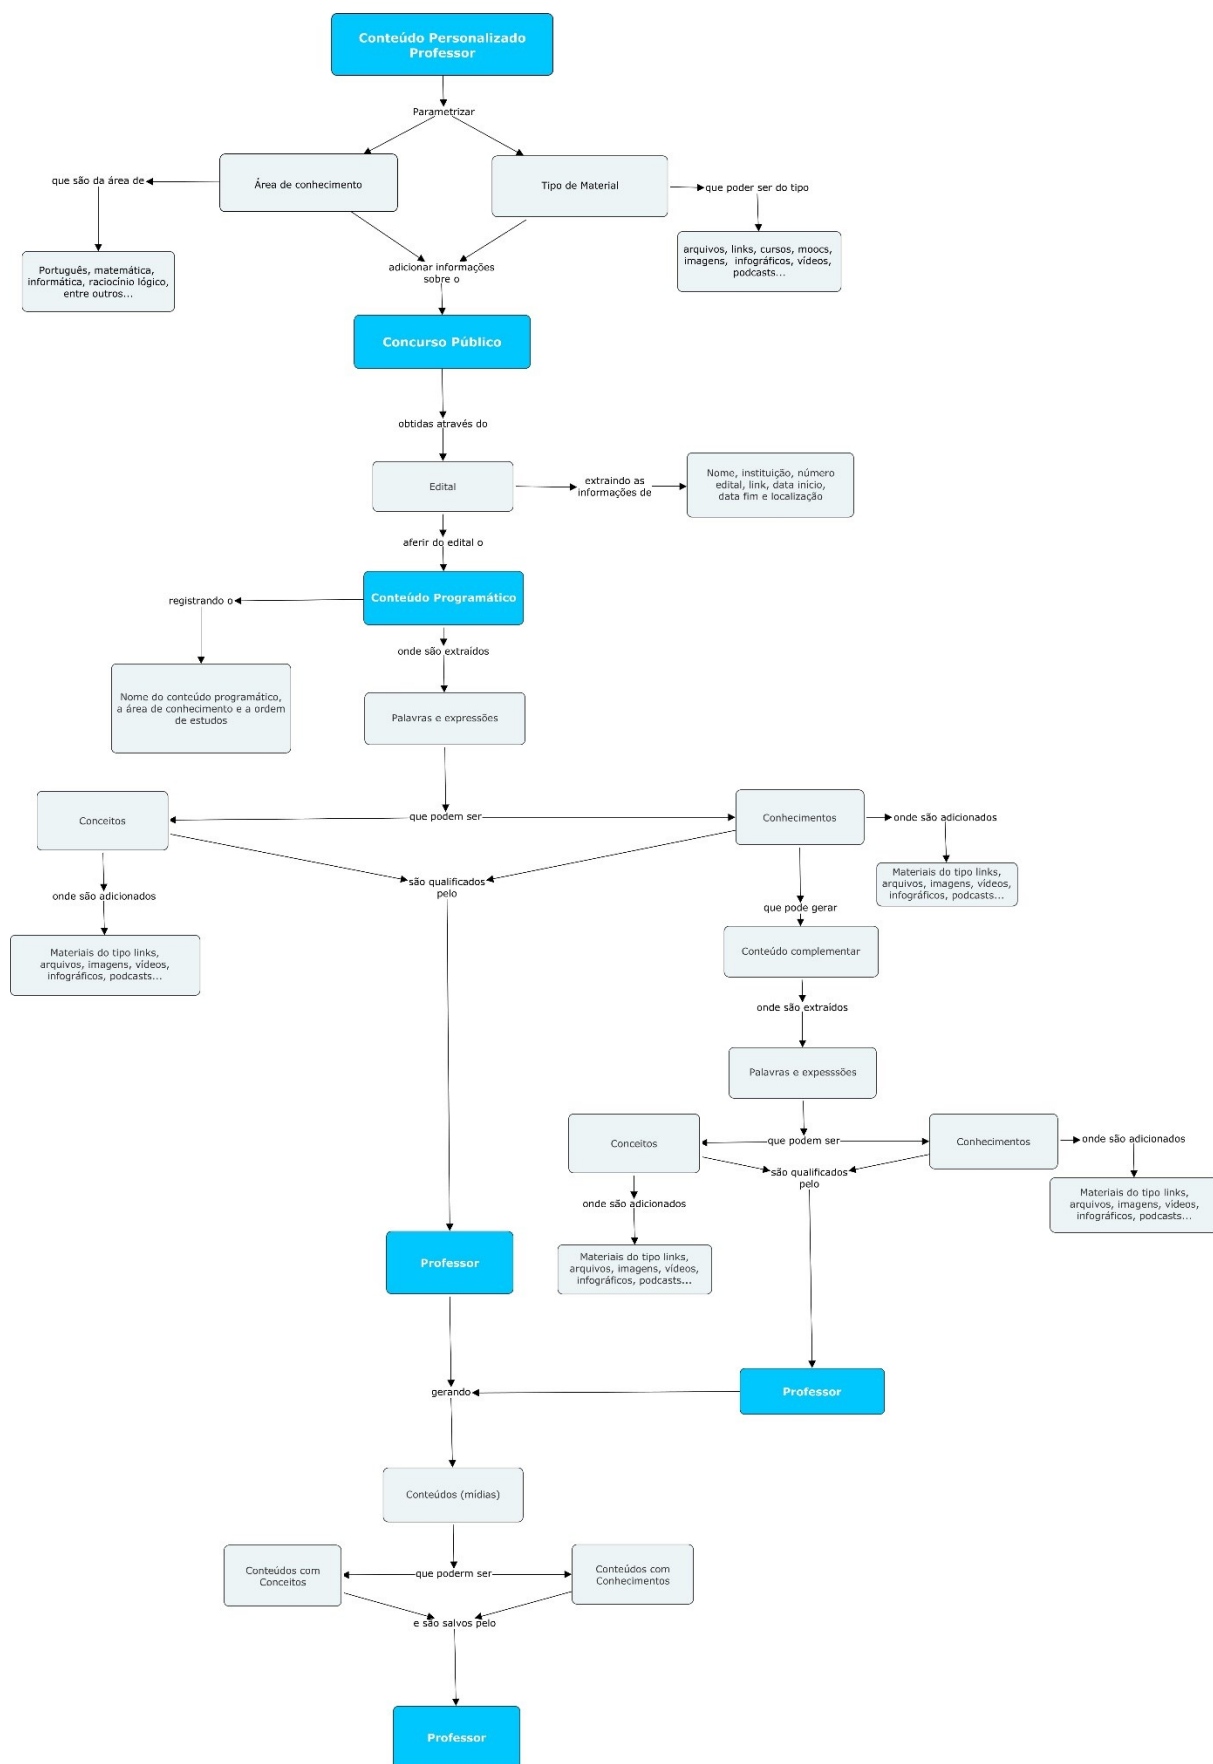 Conteúdo Personalizado
Professor
Parametrizar
Área de conhecimento
Tipo de Material
que são da área de
que poder ser do tipo
Português, matemática,
informática, raciocínio lógico,
entre outros...
arquivos, links, cursos, moocs,
imagens, infográficos, vídeos,
podcasts...
adicionar informações
sobre o
Concurso Público
obtidas através do
Edital
extraindo as
informações de
Nome, instituição, número
edital, link, data início,
data fim e localização
aferir do edital o
Conteúdo Programático
registrando o
onde são extraídos
Nome do conteúdo programático,
a área de conhecimento e a ordem
de estudos
Palavras e expressões
que podem ser
Conceitos
Conhecimentos
onde são adicionados
Materiais do tipo links,
arquivos, imagens, vídeos,
infográficos, podcasts...
são qualificados
pelo
onde são adicionados
Materiais do tipo links,
arquivos, imagens, vídeos,
infográficos, podcasts...
que pode gerar
Conteúdo complementar
onde são extraídos
Palavras e expesssões
que podem ser
Conceitos
Conhecimentos
onde são adicionados
são qualificados
pelo
onde são adicionados
Materiais do tipo links,
arquivos, imagens, vídeos,
infográficos, podcasts...
Materiais do tipo links,
arquivos, imagens, vídeos,
infográficos, podcasts...
Professor
Professor
gerando
Conteúdos (mídias)
que poderm ser
Conteúdos com
Conceitos
Conteúdos com
Conhecimentos
e são salvos pelo
Professor